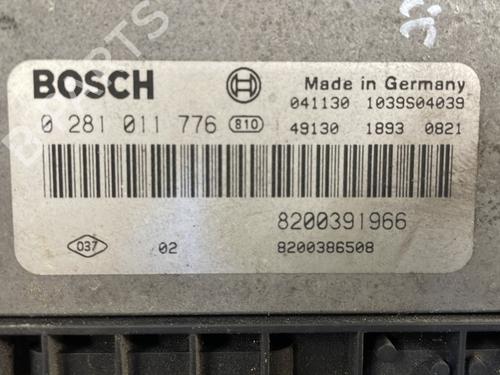 BOSCH
Made in Germany
041130 1039S04039
0 281 011 776 810
49130 1893 0821
8200391966
037 02 8200386508